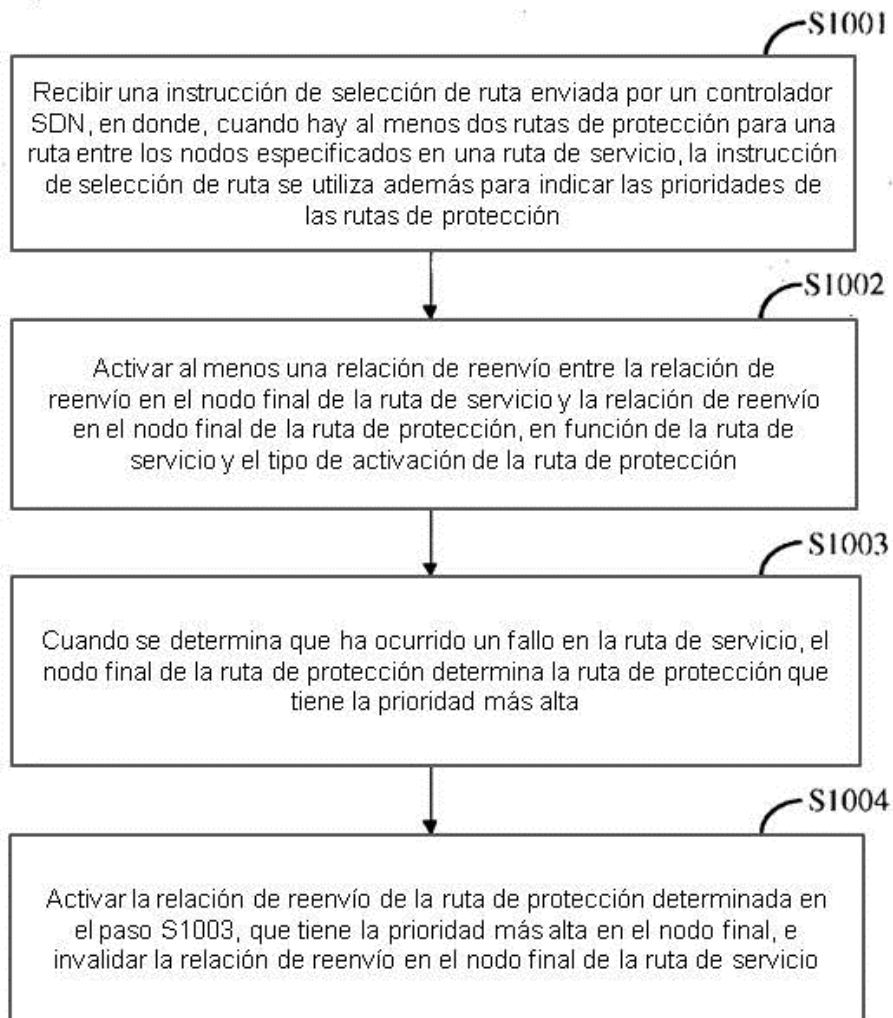 S1001
Recibir una instrucción de selección de ruta enviada por un controlador
SDN, en donde, cuando hay al menos dos rutas de protección para una
ruta entre los nodos especificados en una ruta de servicio, la instrucción
de selección de ruta se utiliza además para indicar las prioridades de
las rutas de protección
S1002
Activar al menos una relación de reenvío entre la relación de
reenvío en el nodo final de la ruta de servicio y la relación de reenvío
en el nodo final de la ruta de protección, en función de la ruta de
servicio y el tipo de activación de la ruta de protección
S1003
Cuando se determina que ha ocurrido un fallo en la ruta de servicio, el
nodo final de la ruta de protección determina la ruta de protección que
tiene la prioridad más alta
S1004
Activar la relación de reenvío de la ruta de protección determinada en
el paso S1003, que tiene la prioridad más alta en el nodo final, e
invalidar la relación de reenvío en el nodo final de la ruta de servicio